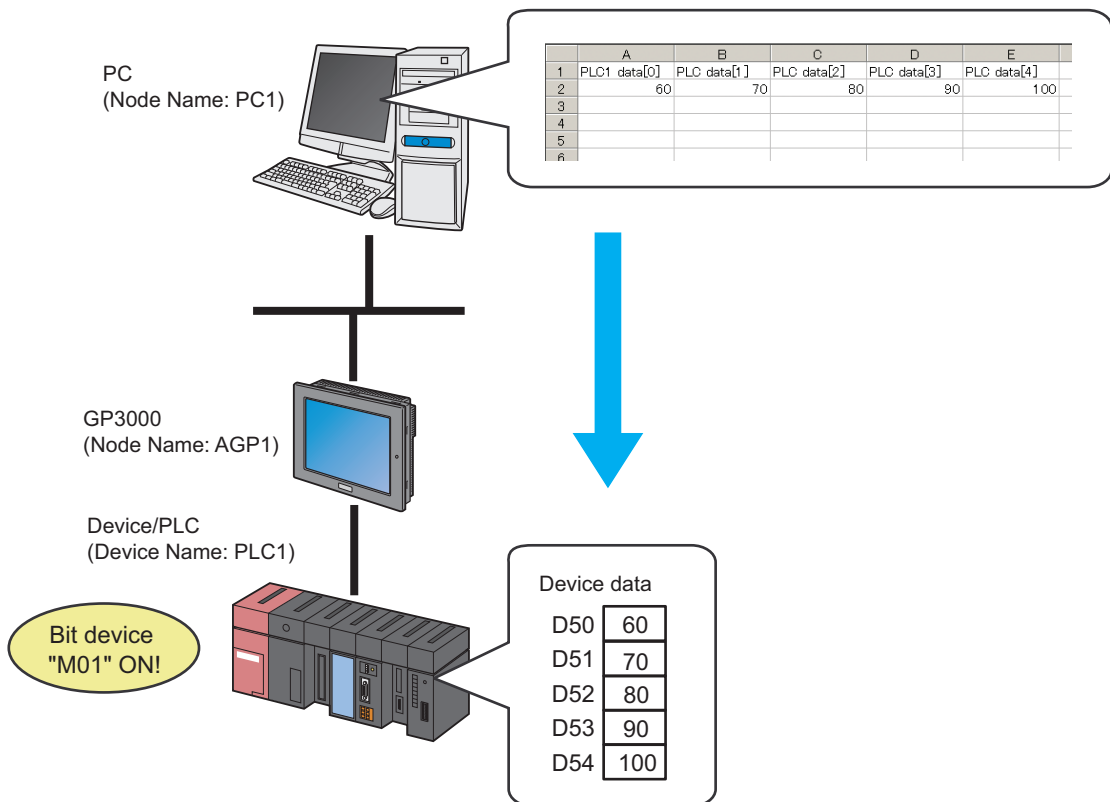 PC
(Node Name: PC1)
A B C D E
1 PLC1 data[0] PLC data[1] PLC data[2] PLC data[3] PLC data[4]
2 60 70 80 90 100
3
4
5
6
GP3000
(Node Name: AGP1)
Device/PLC
(Device Name: PLC1)
Bit device
"M01" ON!
Device data
D50 60
D51 70
D52 80
D53 90
D54 100